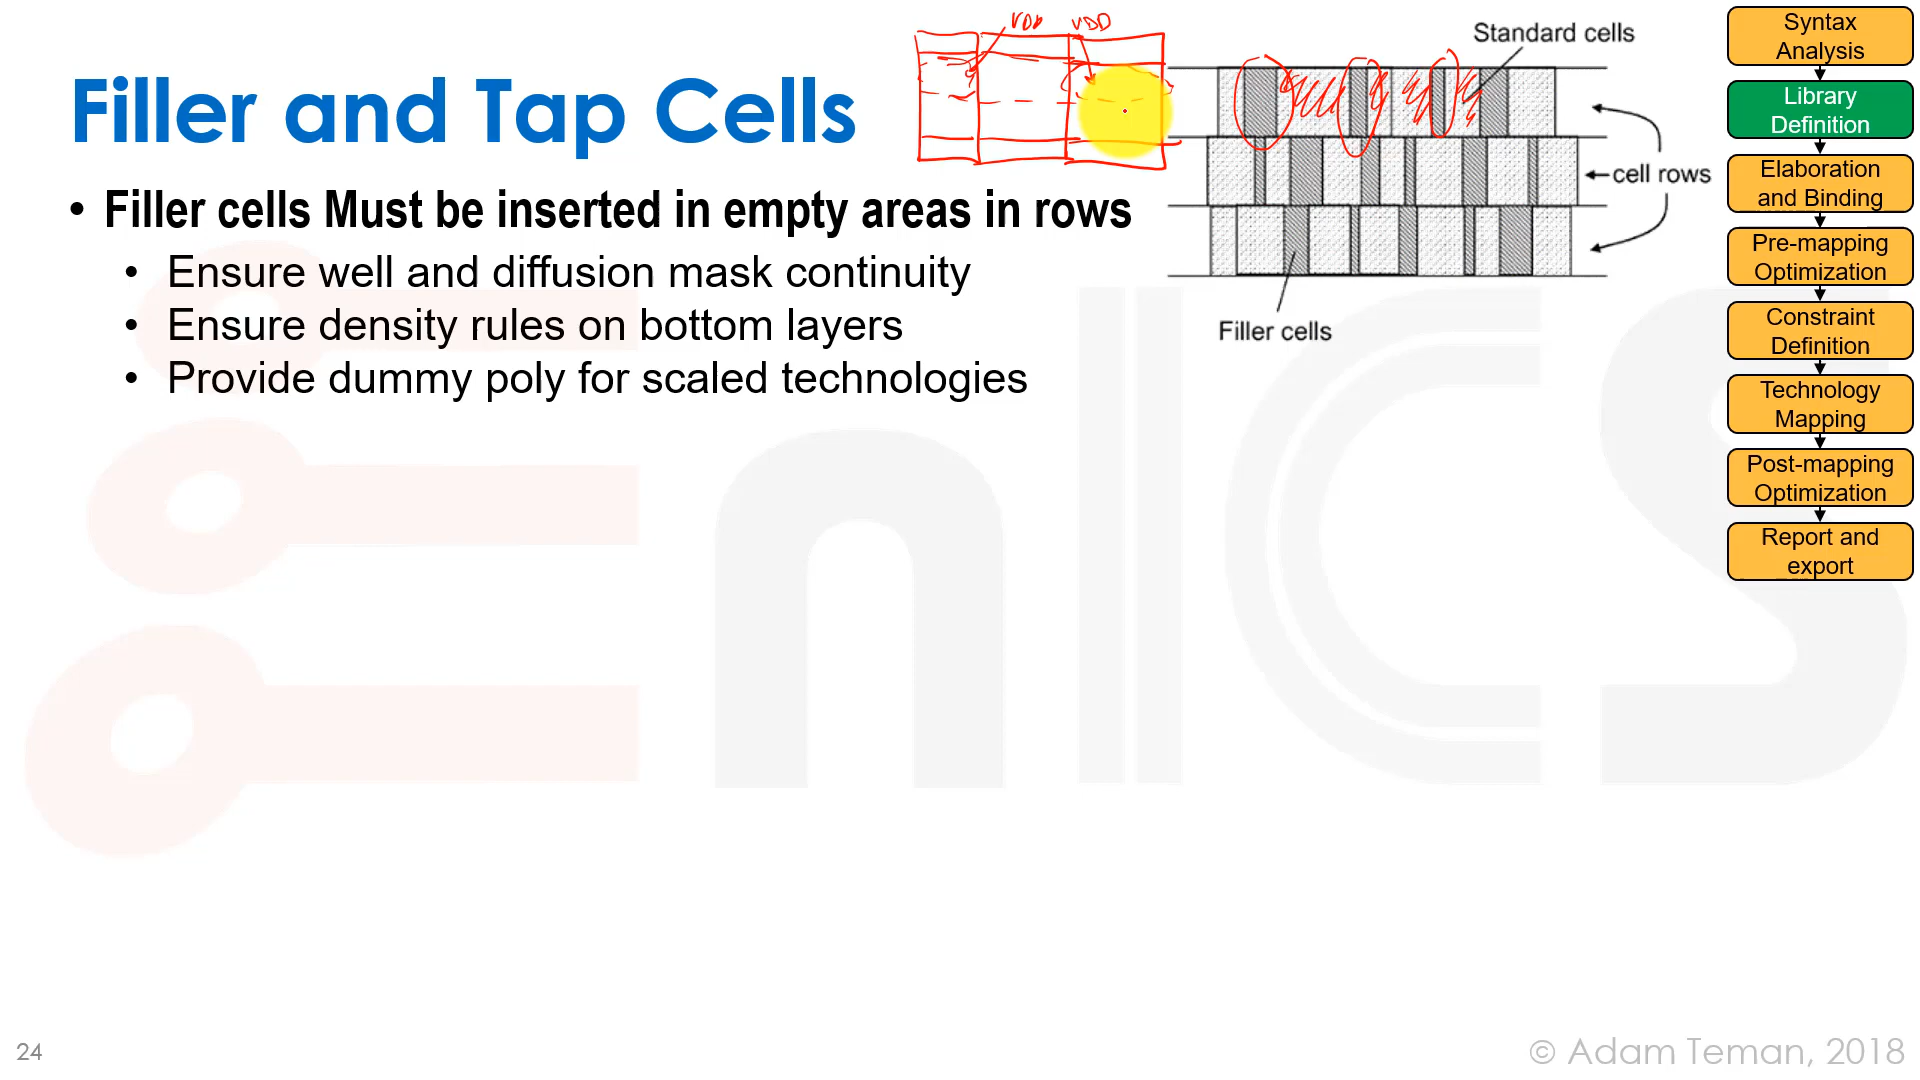 VDD VDD
Standard cells
Filler and Tap Cells
• Filler cells Must be inserted in empty areas in rows
• Ensure well and diffusion mask continuity
• Ensure density rules on bottom layers
• Provide dummy poly for scaled technologies
cell rows
Filler cells
Syntax
Analysis
Library
Definition
Elaboration
and Binding
Pre-mapping
Optimization
Constraint
Definition
Technology
Mapping
Post-mapping
Optimization
Report and
export
EnICS
24
© Adam Teman, 2018